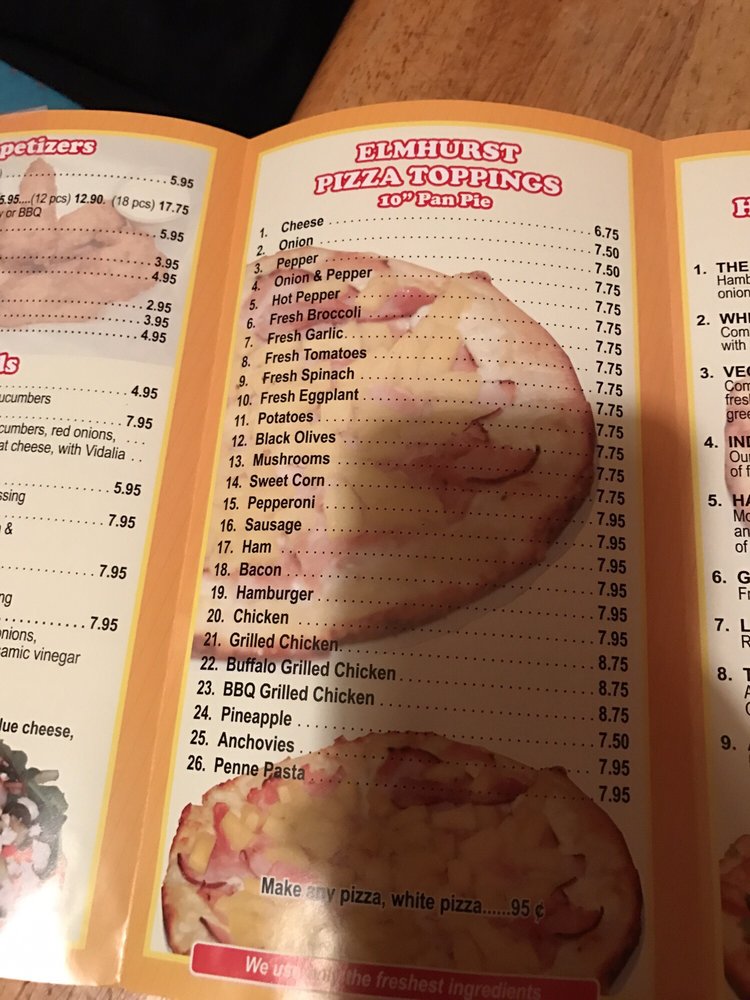 petizers
5.95
5.95....(12 pcs) 12.90. (18 pcs) 17.75
or BBQ
5.95
3.95
4.95
2.95
3.95
4.95
ds
4.95
ucumbers
7.95
cumbers, red onions,
at cheese, with Vidalia
5.95
ssing
7.95
&
7.95
ng
7.95
onions,
amic vinegar
lue cheese,
ELMHURST
PIZZA TOPPINGS
10" Pan Pie
1. Cheese 6.75
2. Onion 7.50
3. Pepper 7.50
4. Onion & Pepper 7.75
5. Hot Pepper 7.75
6. Fresh Broccoli 7.75
7. Fresh Garlic 7.75
8. Fresh Tomatoes 7.75
9. Fresh Spinach 7.75
10. Fresh Eggplant 7.75
11. Potatoes 7.75
12. Black Olives 7.75
13. Mushrooms 7.75
14. Sweet Corn 7.75
15. Pepperoni 7.95
16. Sausage 7.95
17. Ham 7.95
18. Bacon 7.95
19. Hamburger 7.95
20. Chicken 7.95
21. Grilled Chicken 8.75
22. Buffalo Grilled Chicken 8.75
23. BBQ Grilled Chicken 8.75
24. Pineapple 7.50
25. Anchovies 7.95
26. Penne Pasta 7.95
Make any pizza, white pizza......95 ¢
We use only the freshest ingredients
1. THE
Hamb
onion
2. WHI
Com
with
3. VEG
Com
fresh
gree
4. IND
Our
of f
5. HA
Mo
an
of
6. G
Fr
7. L
R
8. T
A
9.